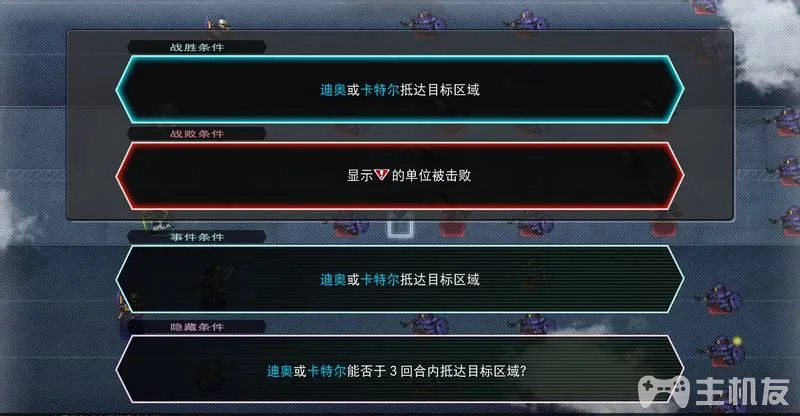 战胜条件
迪奥或卡特尔抵达目标区域
战败条件
显示的单位被击败
事件条件
迪奥或卡特尔抵达目标区域
隐藏条件
迪奥或卡特尔能否于3回合内抵达目标区域?
主机友